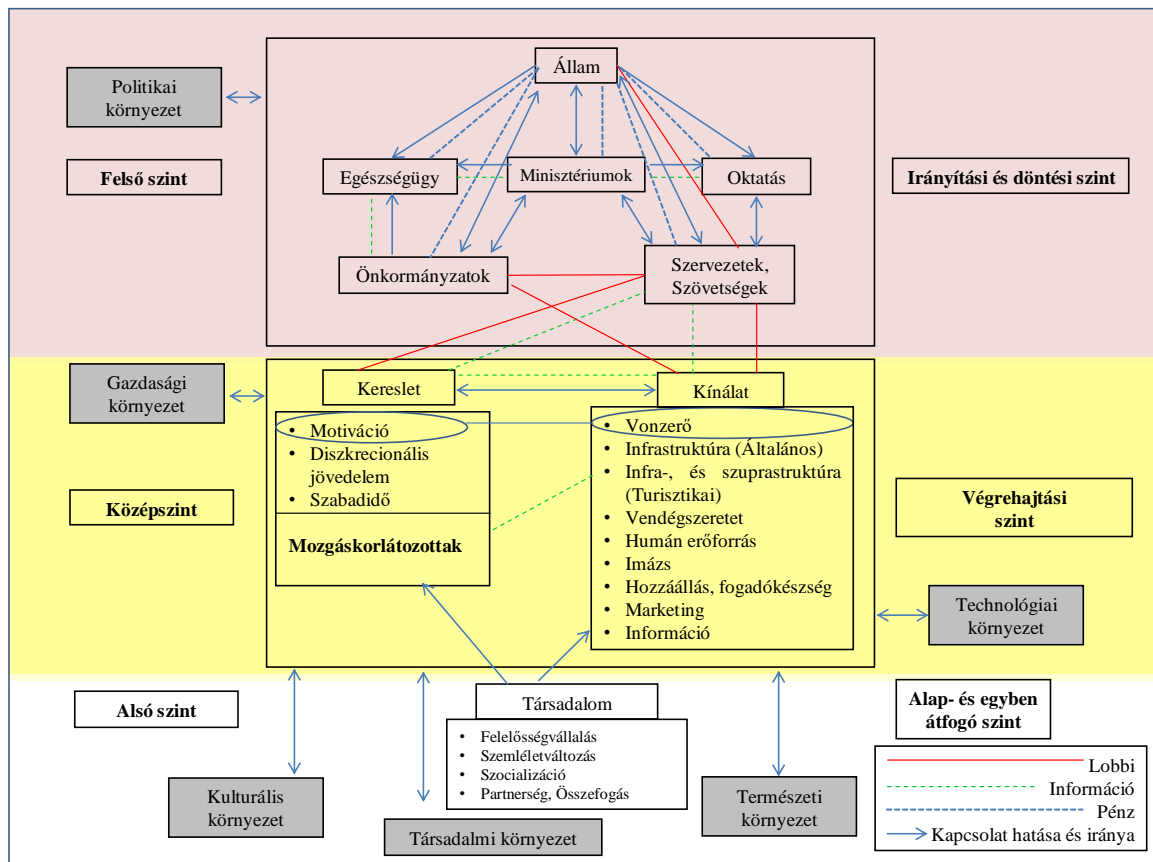 Állam
Politikai
környezet
Felső szint
Egészségügy
Minisztériumok
Oktatás
Irányítási és döntési szint
Önkormányzatok
Szervezetek,
Szövetségek
Gazdasági
környezet
Kereslet
Kínálat
• Motiváció
• Diszkrecionális
jövedelem
• Szabadidő
Mozgáskorlátozottak
• Vonzerő
• Infrastruktúra (Általános)
• Infra-, és szuprastruktúra
(Turisztikai)
• Vendégszeretet
• Humán erőforrás
• Imázs
• Hozzáállás, fogadókészség
• Marketing
• Információ
Középszint
Végrehajtási
szint
Technológiai
környezet
Alsó szint
Társadalom
• Felelősségvállalás
• Szemléletváltozás
• Szocializáció
• Partnerség, Összefogás
Alap- és egyben
átfogó szint
Kulturális
környezet
Társadalmi környezet
Természeti
környezet
Lobbi
Információ
Pénz
Kapcsolat hatása és iránya